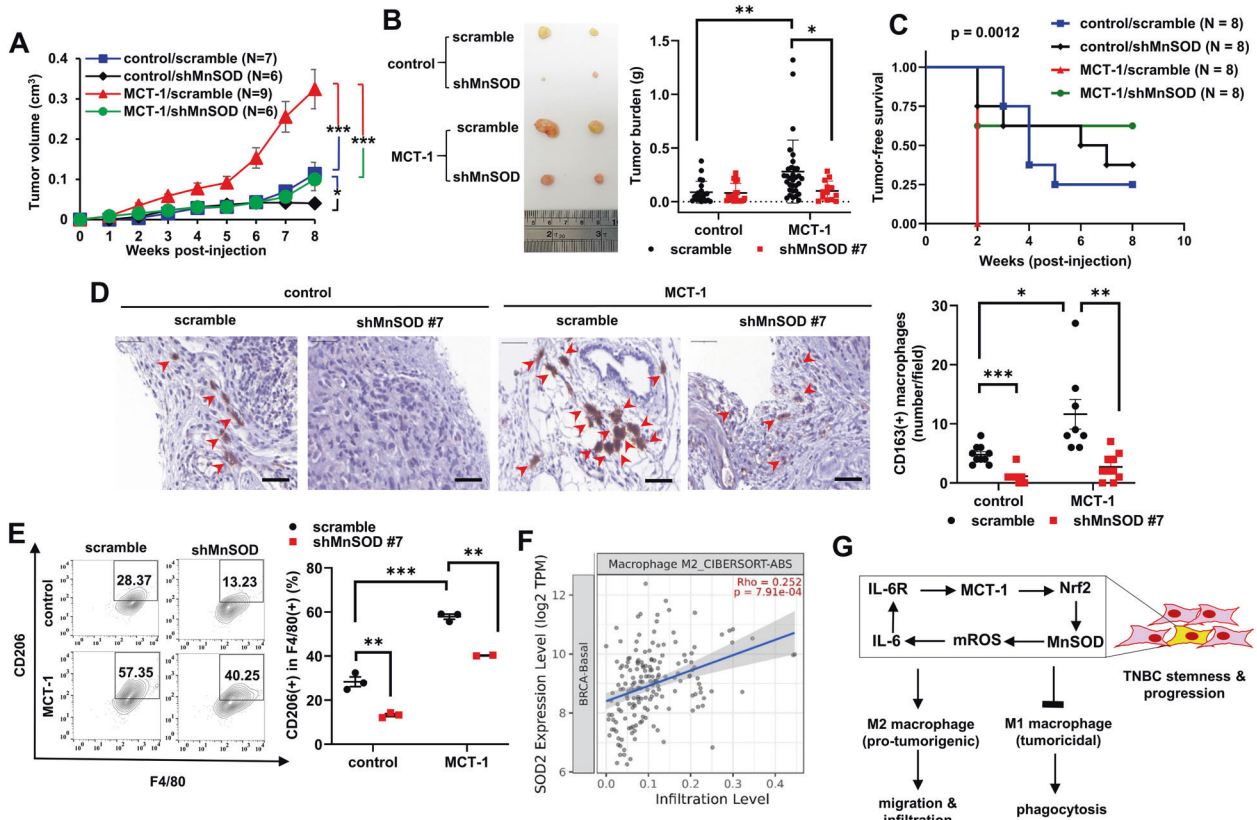 A
control/scramble (N=7)
control/shMnSOD (N=6)
MCT-1/scramble (N=9)
MCT-1/shMnSOD (N=6)
Tumor volume (cm³)
0.4
0.3
0.2
0.1
0
0 1 2 3 4 5 6 7 8
Weeks post-injection
***
***
*
B
control
scramble
shMnSOD
MCT-1
scramble
shMnSOD
Tumor burden (g)
1.5
1.0
0.5
0.0
**
*
control MCT-1
scramble shMnSOD #7
C
p = 0.0012
control/scramble (N = 8)
control/shMnSOD (N = 8)
MCT-1/scramble (N = 8)
MCT-1/shMnSOD (N = 8)
Tumor-free survival
1.00
0.75
0.50
0.25
0.00
0 2 4 6 8 10
Weeks (post-injection)
D
control MCT-1
scramble shMnSOD #7 scramble shMnSOD #7
CD163(+) macrophages
(number/field)
30
20
10
0
*
**
***
control MCT-1
scramble shMnSOD #7
E
scramble shMnSOD
control
MCT-1
28.37
13.23
57.35
40.25
CD206
F4/80
scramble
shMnSOD #7
CD206(+) in F4/80(+) (%)
80
60
40
20
0
***
**
**
control MCT-1
F
Macrophage M2_CIBERSORT-ABS
Rho = 0.252
p = 7.91e-04
BRCA-Basal
SOD2 Expression Level (log2 TPM)
12
10
8
6
0.0 0.1 0.2 0.3 0.4
Infiltration Level
G
IL-6R MCT-1 Nrf2
IL-6 mROS MnSOD
TNBC stemness &
progression
M2 macrophage
(pro-tumorigenic)
M1 macrophage
(tumoricidal)
migration &
infiltration
phagocytosis